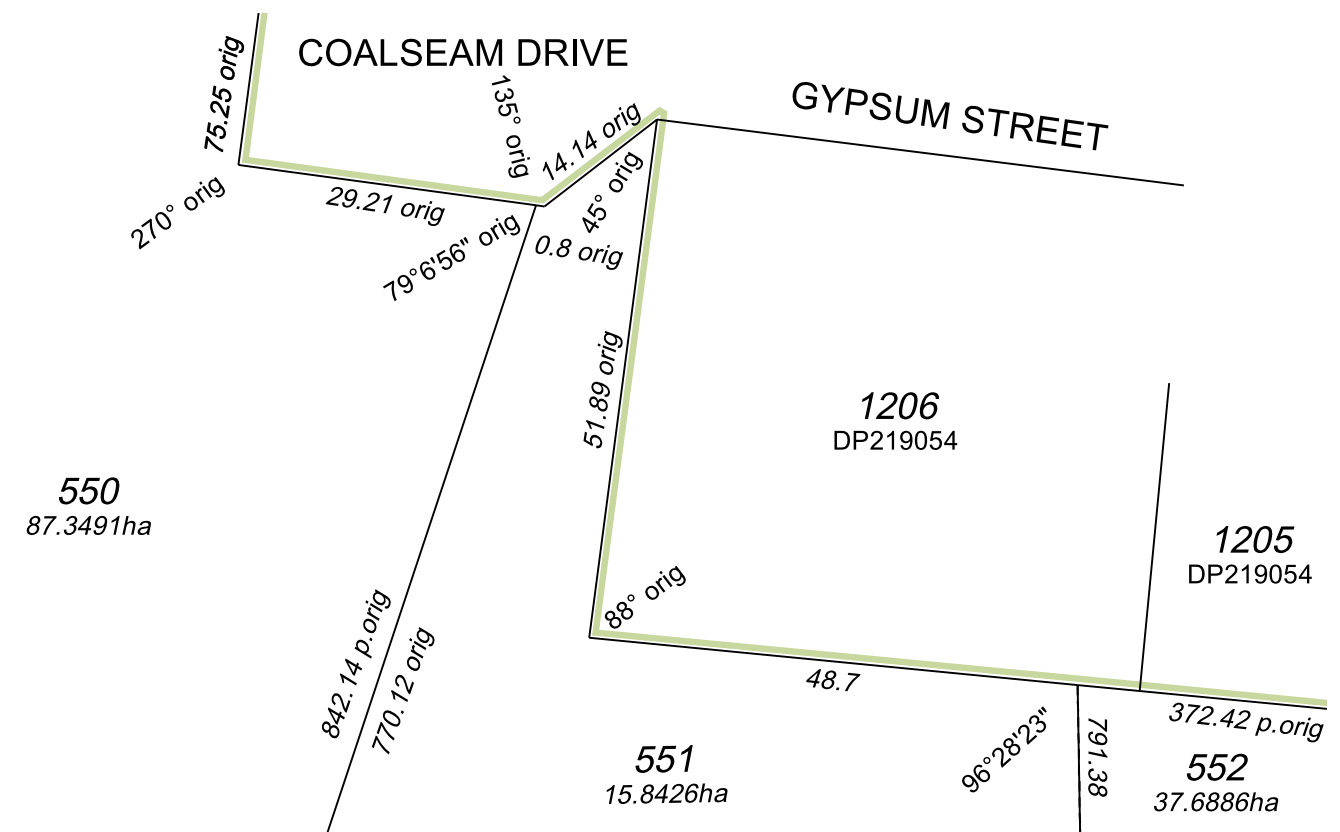 COALSEAM DRIVE
GYPSUM STREET
75.25 orig
135° orig
14.14 orig
270° orig
29.21 orig
45° orig
79°6'56" orig
0.8 orig
51.89 orig
1206
DP219054
550
87.3491ha
1205
DP219054
88° orig
842.14 p.orig
770.12 orig
48.7
372.42 p.orig
96°28'23"
791.38
551
15.8426ha
552
37.6886ha